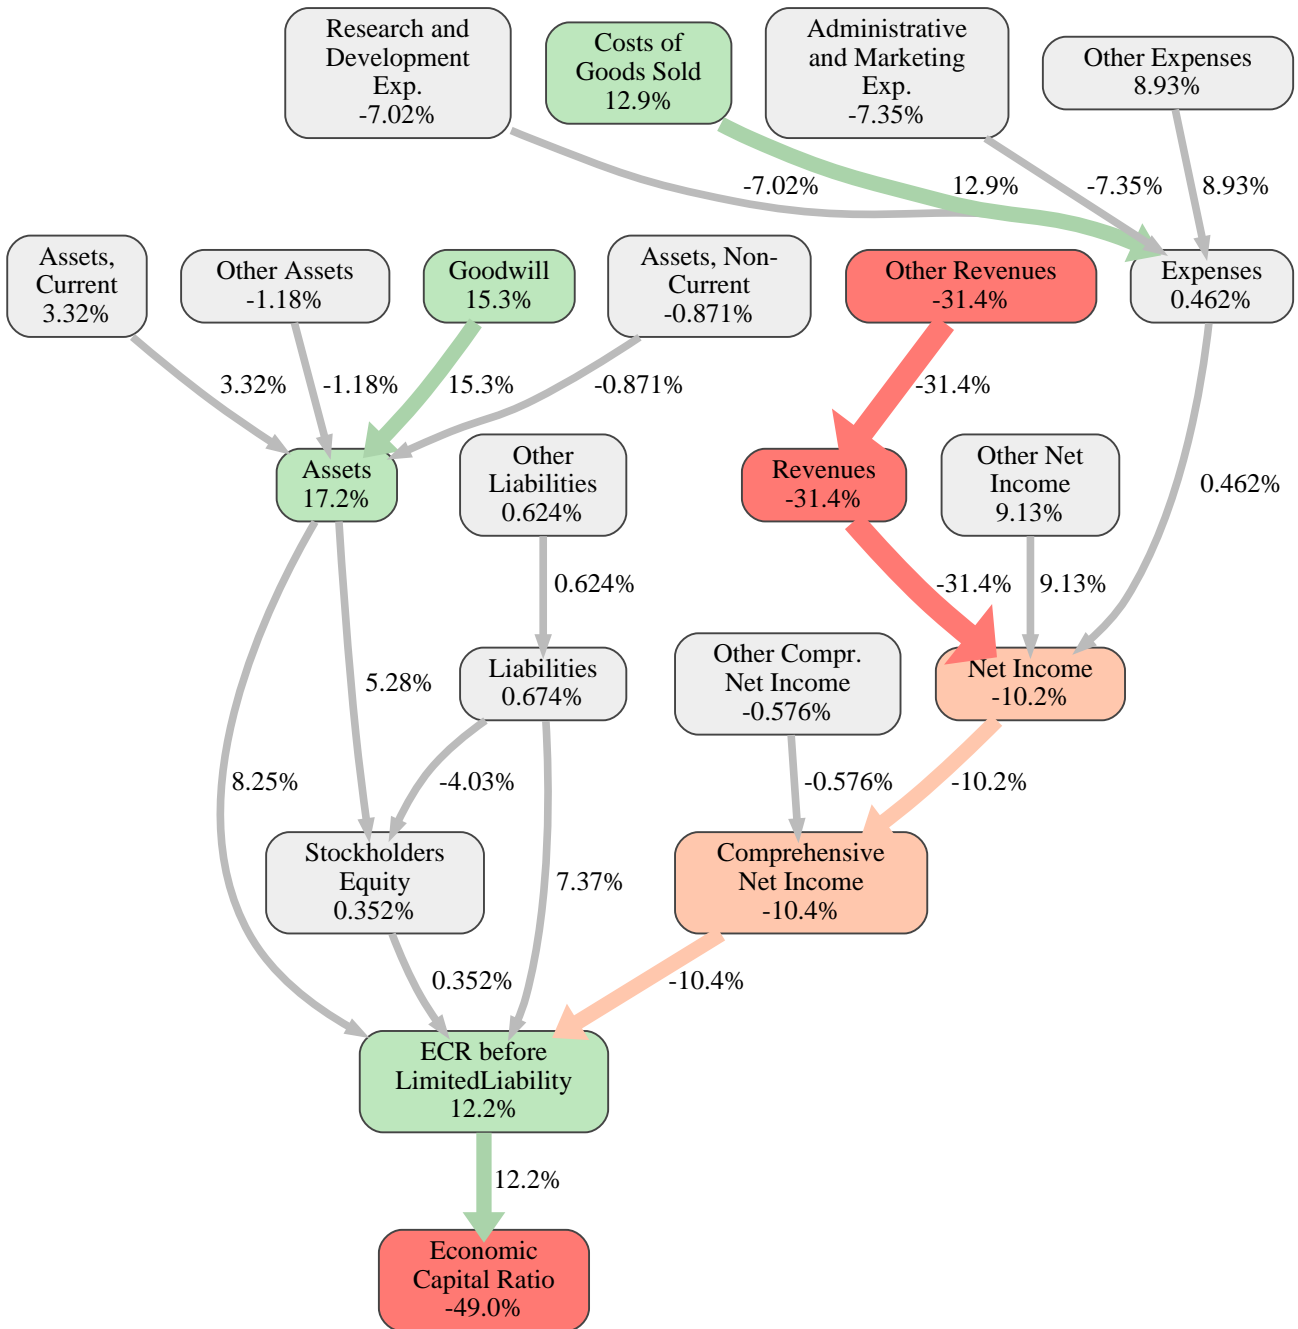 Research and
Development
Exp.
-7.02%
Costs of
Goods Sold
12.9%
Administrative
and Marketing
Exp.
-7.35%
Other Expenses
8.93%
-7.02%
12.9%
-7.35%
8.93%
Assets,
Current
3.32%
Other Assets
-1.18%
Goodwill
15.3%
Assets, Non-
Current
-0.871%
Other Revenues
-31.4%
Expenses
0.462%
3.32%
-1.18%
15.3%
-0.871%
-31.4%
Assets
17.2%
Other
Liabilities
0.624%
Revenues
-31.4%
Other Net
Income
9.13%
0.462%
0.624%
-31.4%
9.13%
5.28%
Liabilities
0.674%
Other Compr.
Net Income
-0.576%
Net Income
-10.2%
8.25%
-4.03%
-0.576%
-10.2%
Stockholders
Equity
0.352%
7.37%
Comprehensive
Net Income
-10.4%
0.352%
-10.4%
ECR before
LimitedLiability
12.2%
12.2%
Economic
Capital Ratio
-49.0%